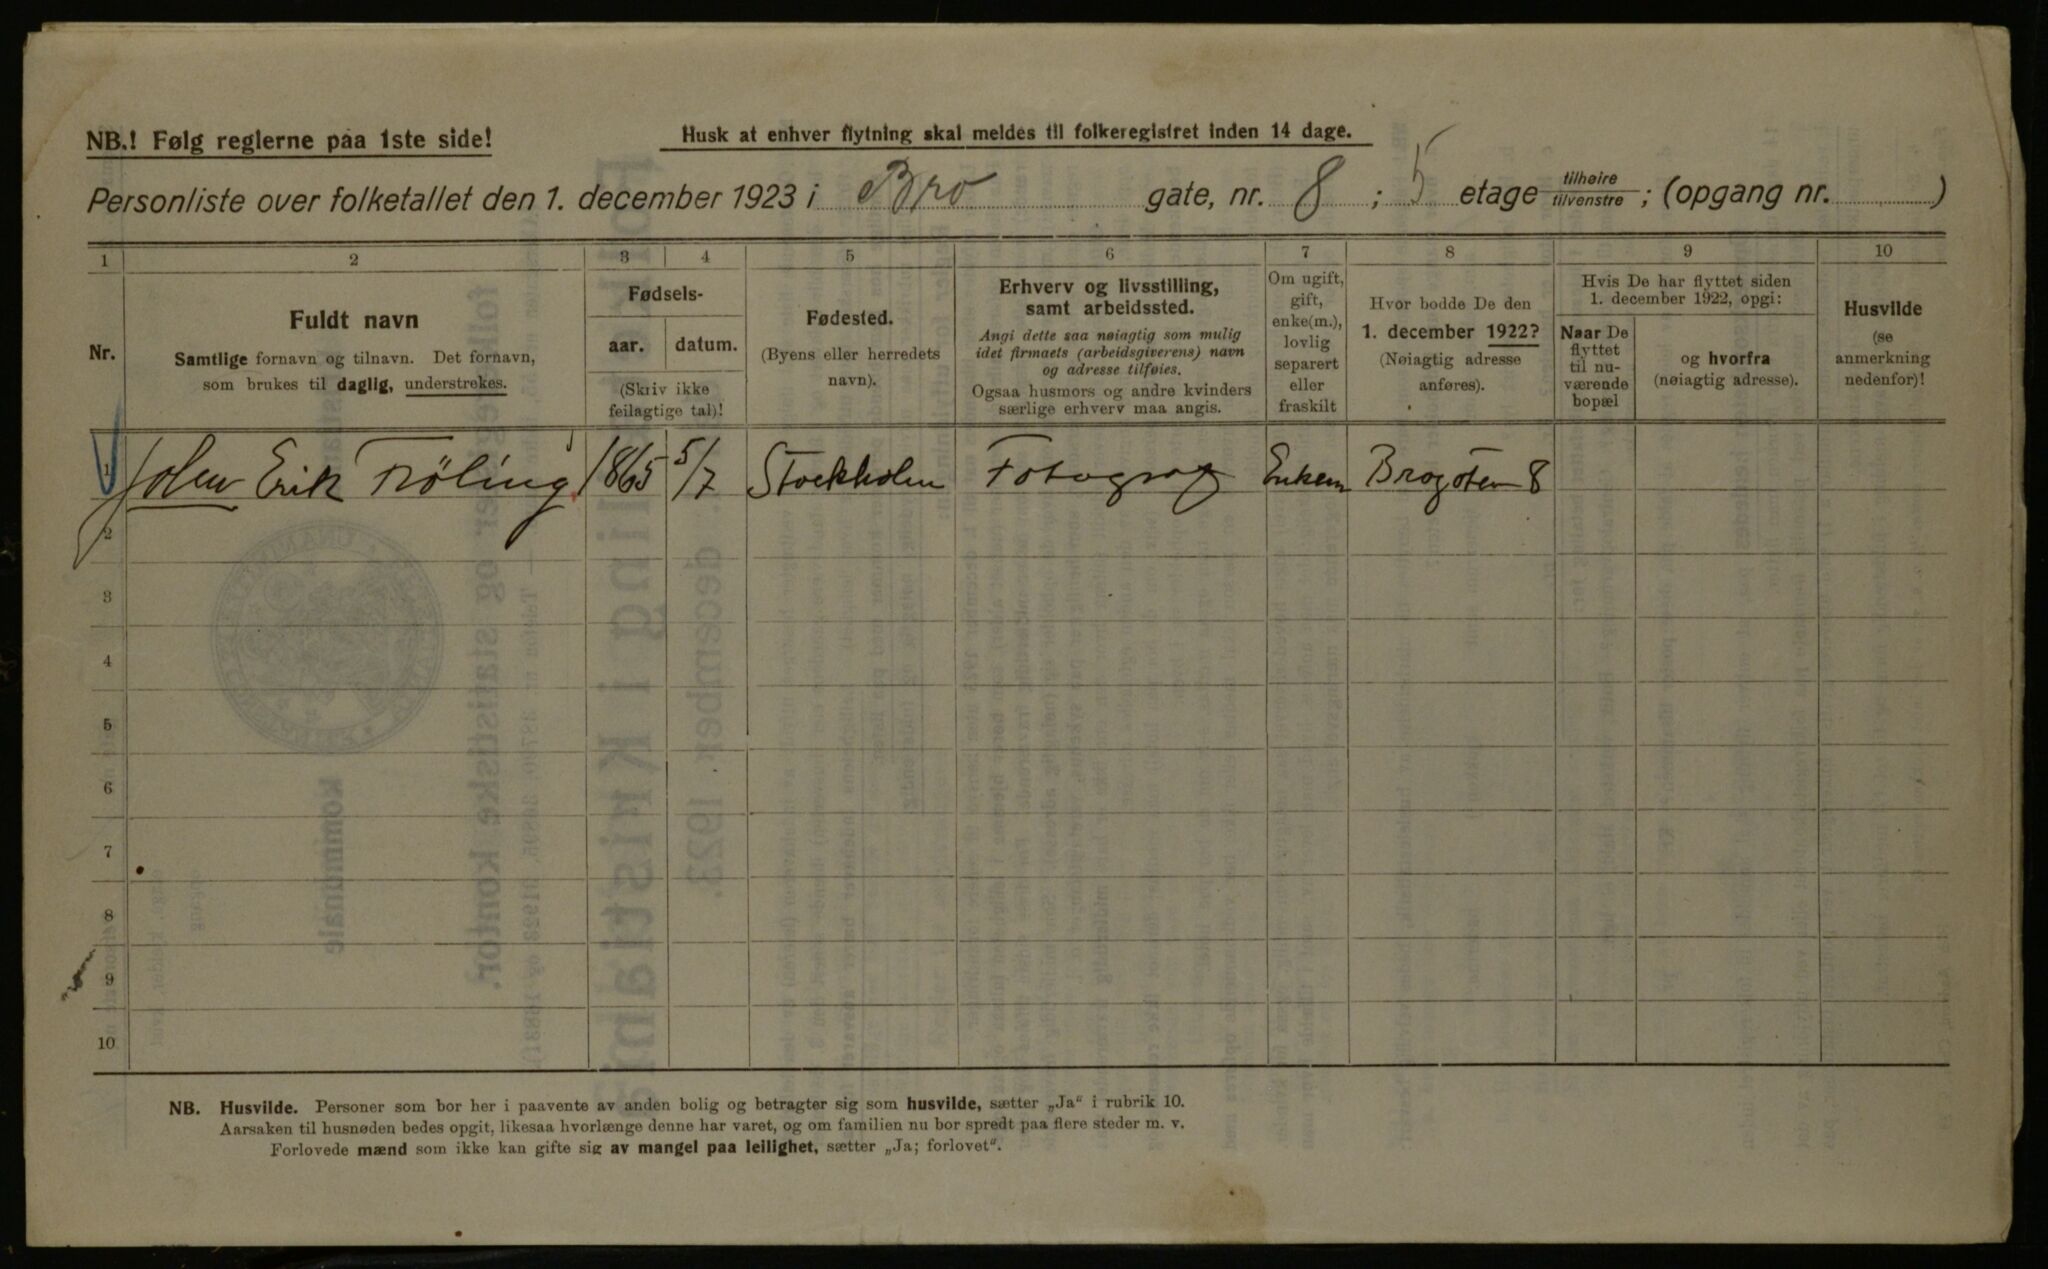 NB.! Følg reglerne paa 1ste side!
Husk at enhver flytning skal meldes til folkeregistret inden 14 dage.
Personliste over folketallet den 1. december 1923 i Bro gate, nr. 8 ; 5 etage tilhøire tilvenstre ; (opgang nr. )
1 2 3 4 5 6 7 8 9 10
Nr.
Fuldt navn
Samtlige fornavn og tilnavn. Det fornavn,
som brukes til daglig, understrekes.
Fødsels-
aar. datum.
(Skriv ikke
feilagtige tal)!
Fødested.
(Byens eller herredets
navn).
Erhverv og livsstilling,
samt arbeidssted.
Angi dette saa nøiagtig som mulig
idet firmaets (arbeidsgiverens) navn
og adresse tilføies.
Ogsaa husmors og andre kvinders
særlige erhverv maa angis.
Om ugift,
gift,
enke(m.),
lovlig
separert
eller
fraskilt
Hvor bodde De den
1. december 1922?
(Nøiagtig adresse
anføres).
Hvis De har flyttet siden
1. december 1922, opgi:
Naar De
flyttet
til nu-
værende
bopæl
og hvorfra
(nøiagtig adresse).
Husvilde
(se
anmerkning
nedenfor)!
1 John Erik Fröling 1865 5/7 Stockholm Fotograf Enkem Brogaten 8
2
3
4
5
6
7
8
9
10
NB. Husvilde. Personer som bor her i paavente av anden bolig og betragter sig som husvilde, sætter „Ja“ i rubrik 10.
Aarsaken til husnøden bedes opgit, likesaa hvorlænge denne har varet, og om familien nu bor spredt paa flere steder m. v.
Forlovede mænd som ikke kan gifte sig av mangel paa leilighet, sætter „Ja; forlovet“.